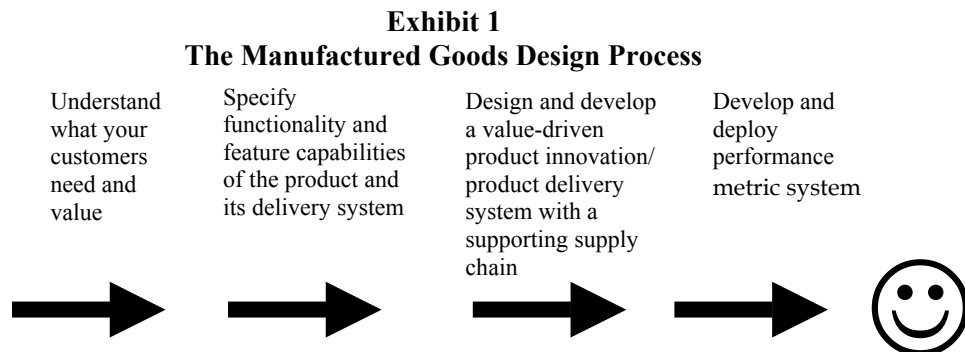 Exhibit 1
The Manufactured Goods Design Process
Understand
what your
customers
need and
value
Specify
functionality and
feature capabilities
of the product and
its delivery system
Design and develop
a value-driven
product innovation/
product delivery
system with a
supporting supply
chain
Develop and
deploy
performance
metric system